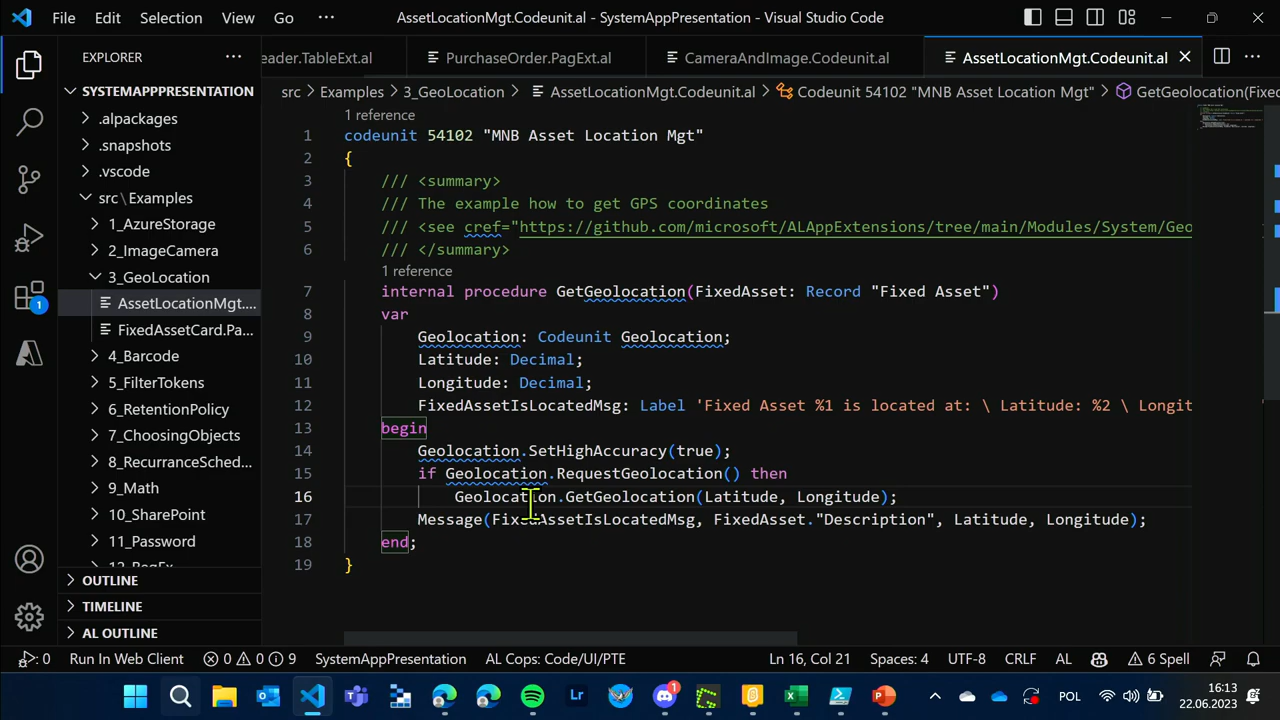 File Edit Selection View Go ··· AssetLocationMgt.Codeunit.al - SystemAppPresentation - Visual Studio Code
EXPLORER ···
eader.TableExt.al PurchaseOrder.PagExt.al CameraAndImage.Codeunit.al AssetLocationMgt.Codeunit.al
src > Examples > 3_GeoLocation > AssetLocationMgt.Codeunit.al > Codeunit 54102 "MNB Asset Location Mgt" > GetGeolocation(Fixed
SYSTEMAPPPRESENTATION
.alpackages
.snapshots
.vscode
src\Examples
1_AzureStorage
2_ImageCamera
3_GeoLocation
AssetLocationMgt....
FixedAssetCard.Pa...
4_Barcode
5_FilterTokens
6_RetentionPolicy
7_ChoosingObjects
8_RecurranceSched...
9_Math
10_SharePoint
11_Password
12_RegEx
OUTLINE
TIMELINE
AL OUTLINE
1
1 reference
1 codeunit 54102 "MNB Asset Location Mgt"
2 {
3 /// <summary>
4 /// The example how to get GPS coordinates
5 /// <see cref="https://github.com/microsoft/ALAppExtensions/tree/main/Modules/System/Geo
6 /// </summary>
1 reference
7 internal procedure GetGeolocation(FixedAsset: Record "Fixed Asset")
8 var
9 Geolocation: Codeunit Geolocation;
10 Latitude: Decimal;
11 Longitude: Decimal;
12 FixedAssetIsLocatedMsg: Label 'Fixed Asset %1 is located at: \ Latitude: %2 \ Longit
13 begin
14 Geolocation.SetHighAccuracy(true);
15 if Geolocation.RequestGeolocation() then
16 Geolocation.GetGeolocation(Latitude, Longitude);
17 Message(FixedAssetIsLocatedMsg, FixedAsset."Description", Latitude, Longitude);
18 end;
19 }
0 Run In Web Client 0 0 9 SystemAppPresentation AL Cops: Code/UI/PTE Ln 16, Col 21 Spaces: 4 UTF-8 CRLF AL 6 Spell
Lr 1 POL 16:13
22.06.2023